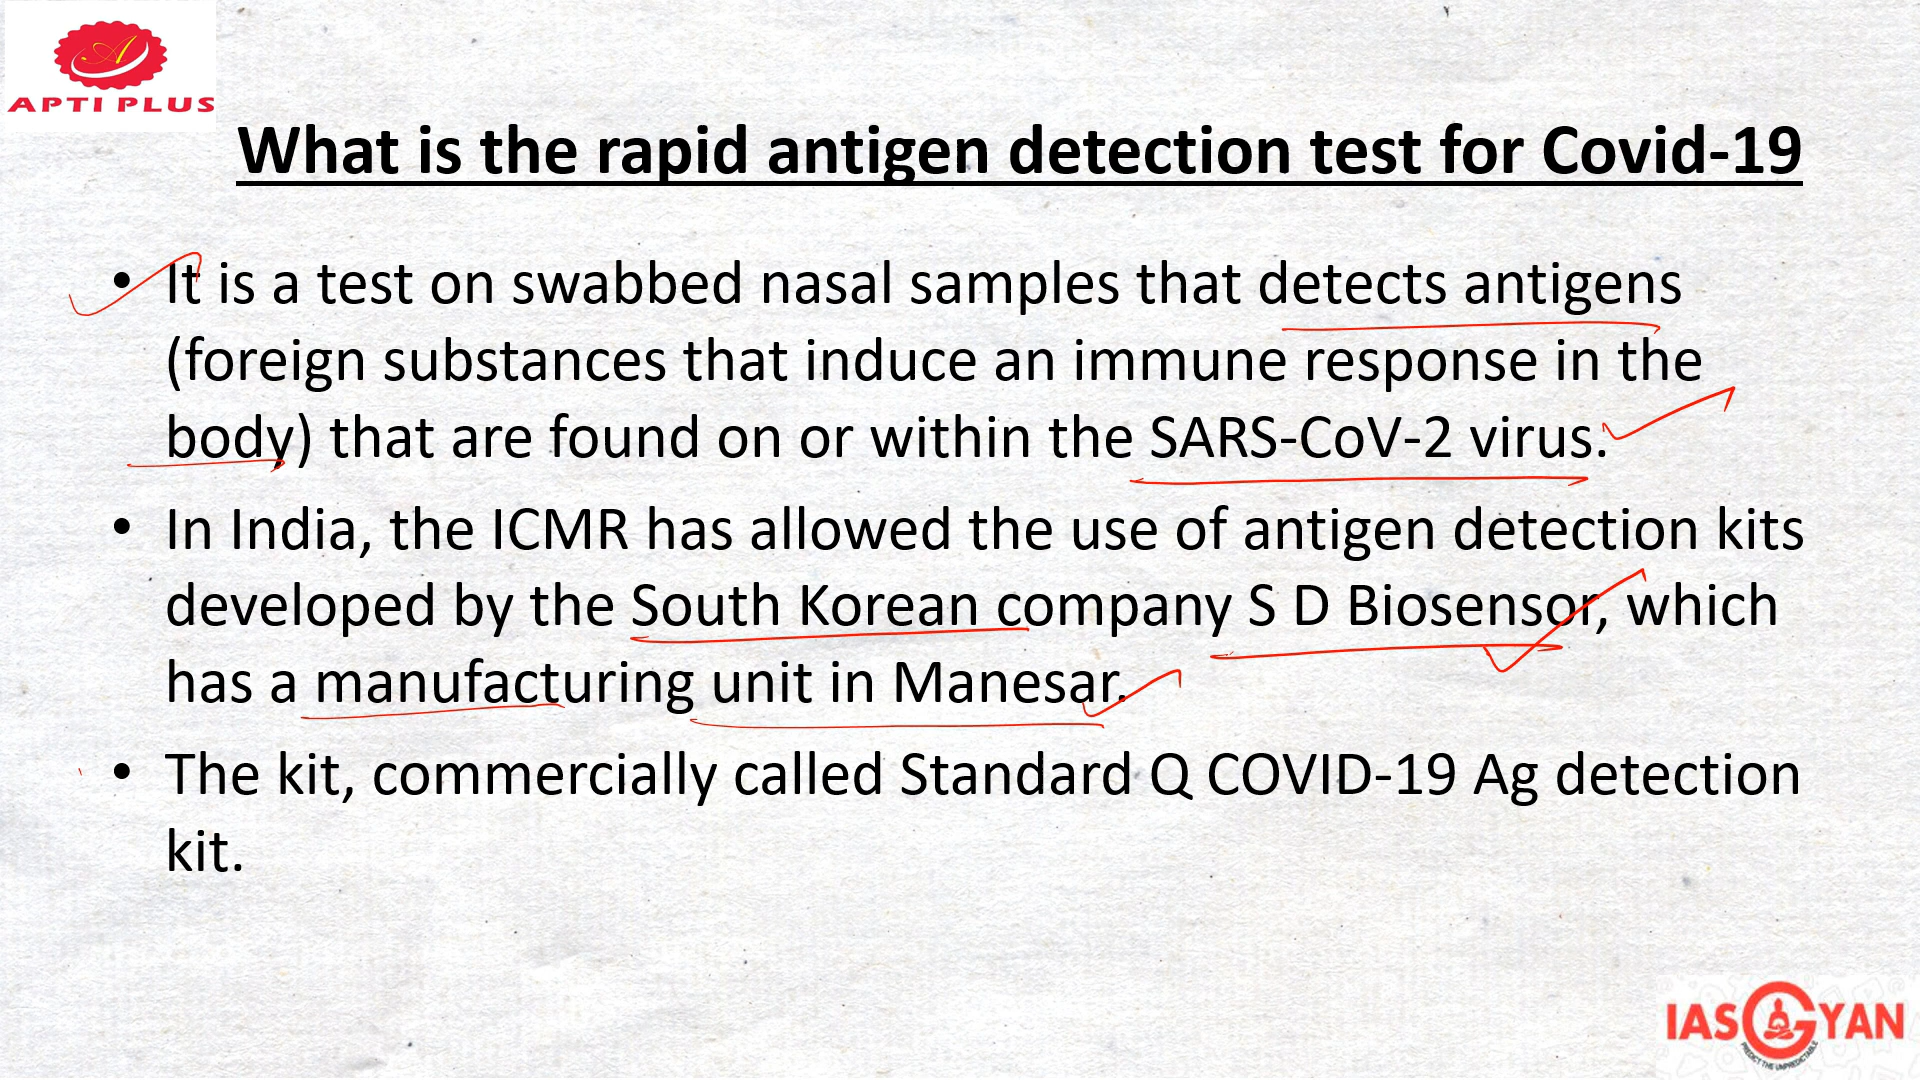 APTI PLUS
What is the rapid antigen detection test for Covid-19
• It is a test on swabbed nasal samples that detects antigens
(foreign substances that induce an immune response in the
body) that are found on or within the SARS-CoV-2 virus.
• In India, the ICMR has allowed the use of antigen detection kits
developed by the South Korean company S D Biosensor, which
has a manufacturing unit in Manesar.
• The kit, commercially called Standard Q COVID-19 Ag detection
kit.
IASGYAN
PREDICT THE UNPREDICTABLE